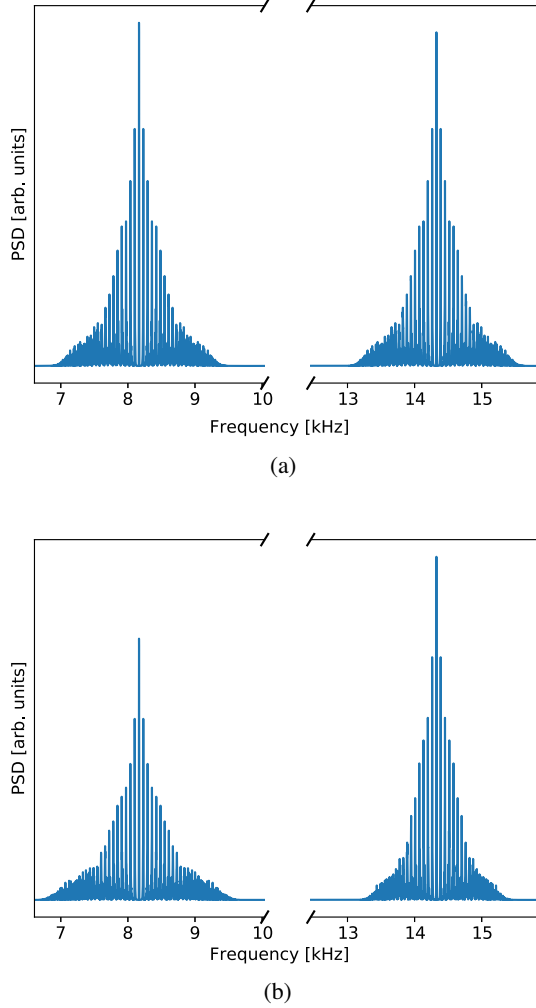 PSD [arb. units]
7 8 9 10 13 14 15
Frequency [kHz]
(a)
PSD [arb. units]
7 8 9 10 13 14 15
Frequency [kHz]
(b)